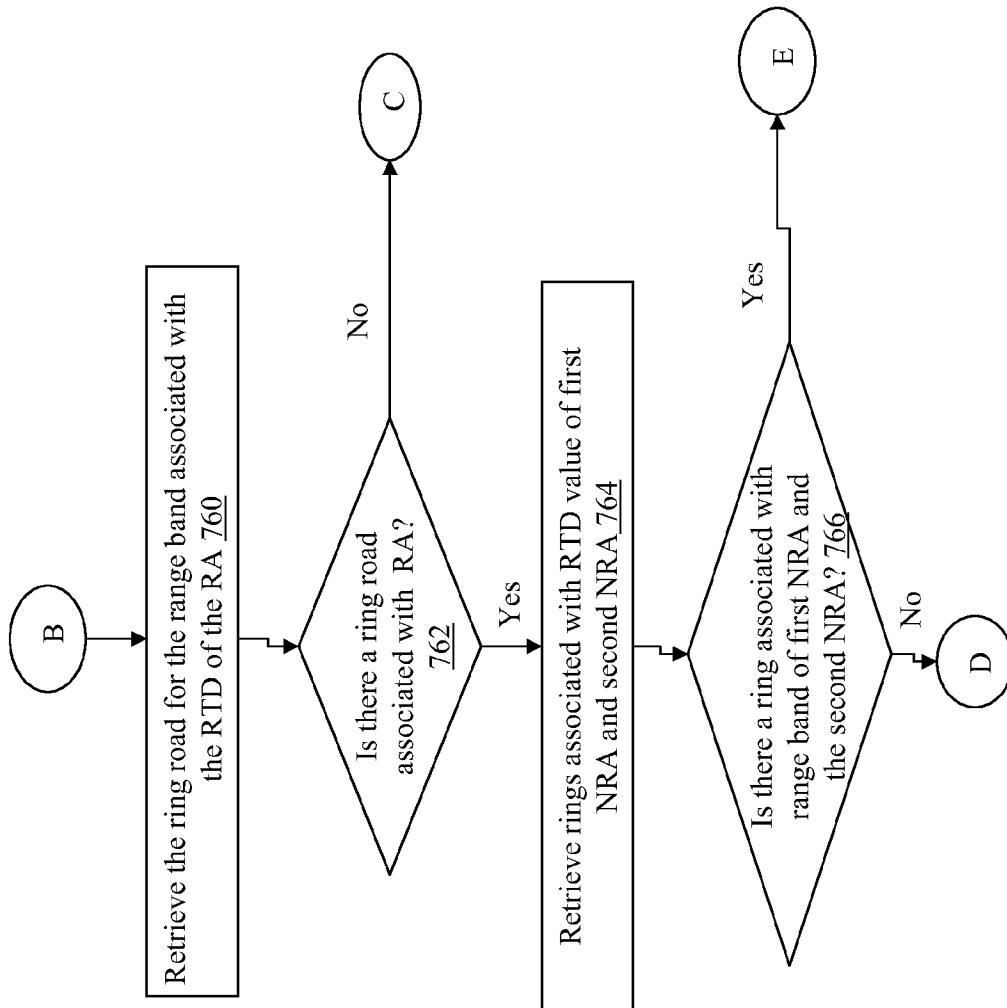 B
Retrieve the ring road for the range band associated with
the RTD of the RA 760
Is there a ring road
associated with RA?
762
No
C
Yes
Retrieve rings associated with RTD value of first
NRA and second NRA 764
Is there a ring associated with
range band of first NRA and
the second NRA? 766
Yes
E
No
D